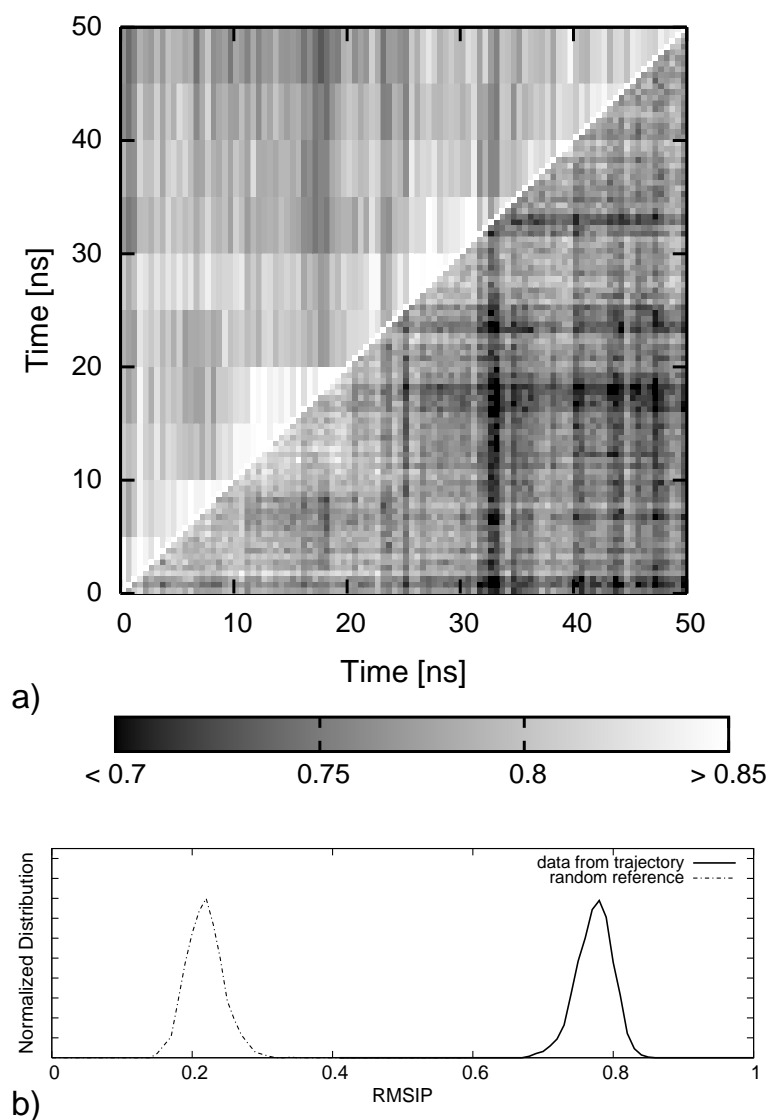 50
40
30
20
10
0
Time [ns]
0 10 20 30 40 50
Time [ns]
a)
< 0.7 0.75 0.8 > 0.85
Normalized Distribution
data from trajectory
random reference
0 0.2 0.4 0.6 0.8 1
RMSIP
b)